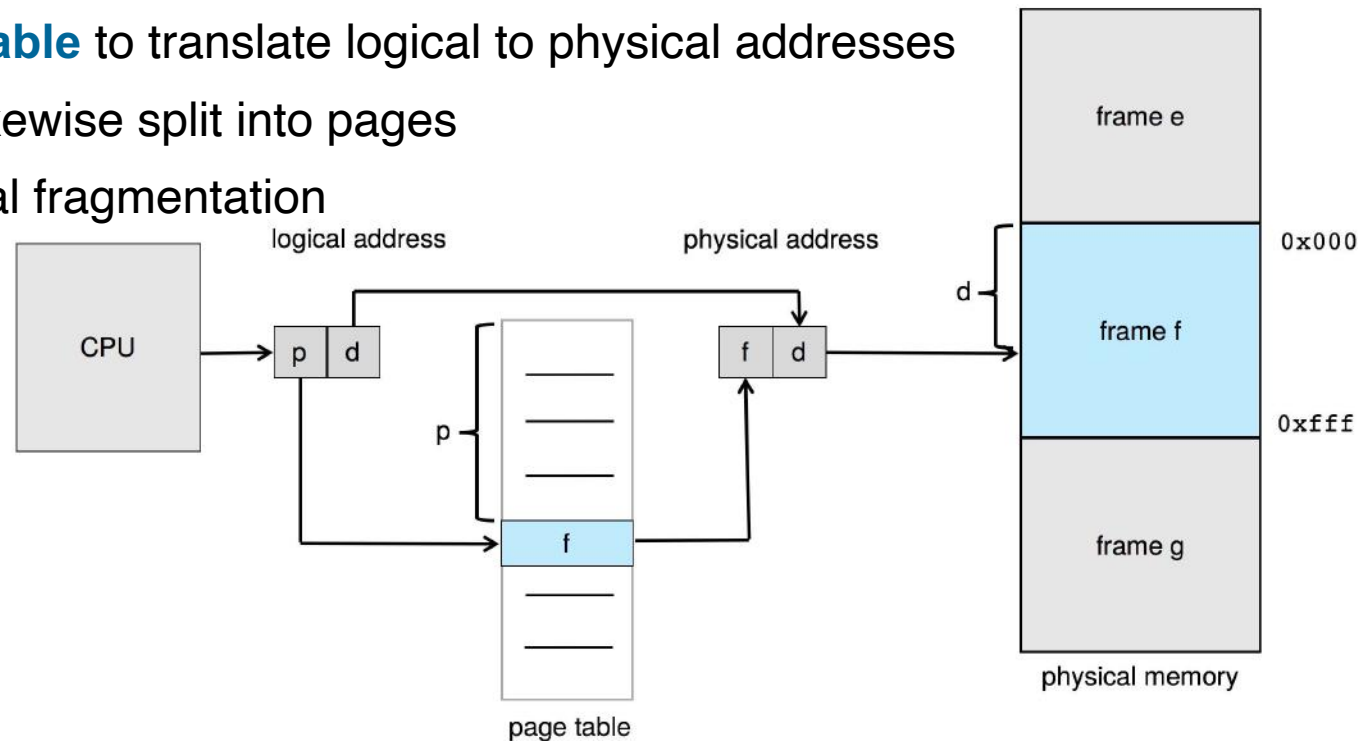 able to translate logical to physical addresses
ewise split into pages
al fragmentation
logical address
physical address
CPU
p d
p
f
page table
f d
d
frame e
0x000
frame f
0xfff
frame g
physical memory